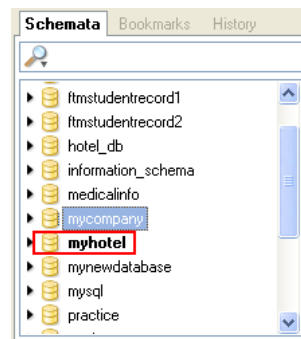 Schemata Bookmarks History
ftmstudentrecord1
ftmstudentrecord2
hotel_db
information_schema
medicalinfo
mycompany
myhotel
mynewdatabase
mysql
practice